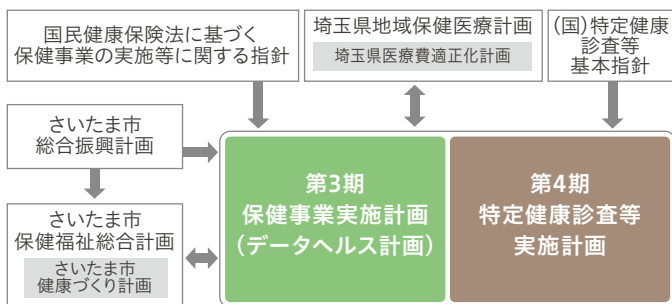 国民健康保険法に基づく
保健事業の実施等に関する指針
埼玉県地域保健医療計画
埼玉県医療費適正化計画
(国)特定健康
診査等
基本指針
さいたま市
総合振興計画
さいたま市
保健福祉総合計画
さいたま市
健康づくり計画
第3期
保健事業実施計画
(データヘルス計画)
第4期
特定健康診査等
実施計画